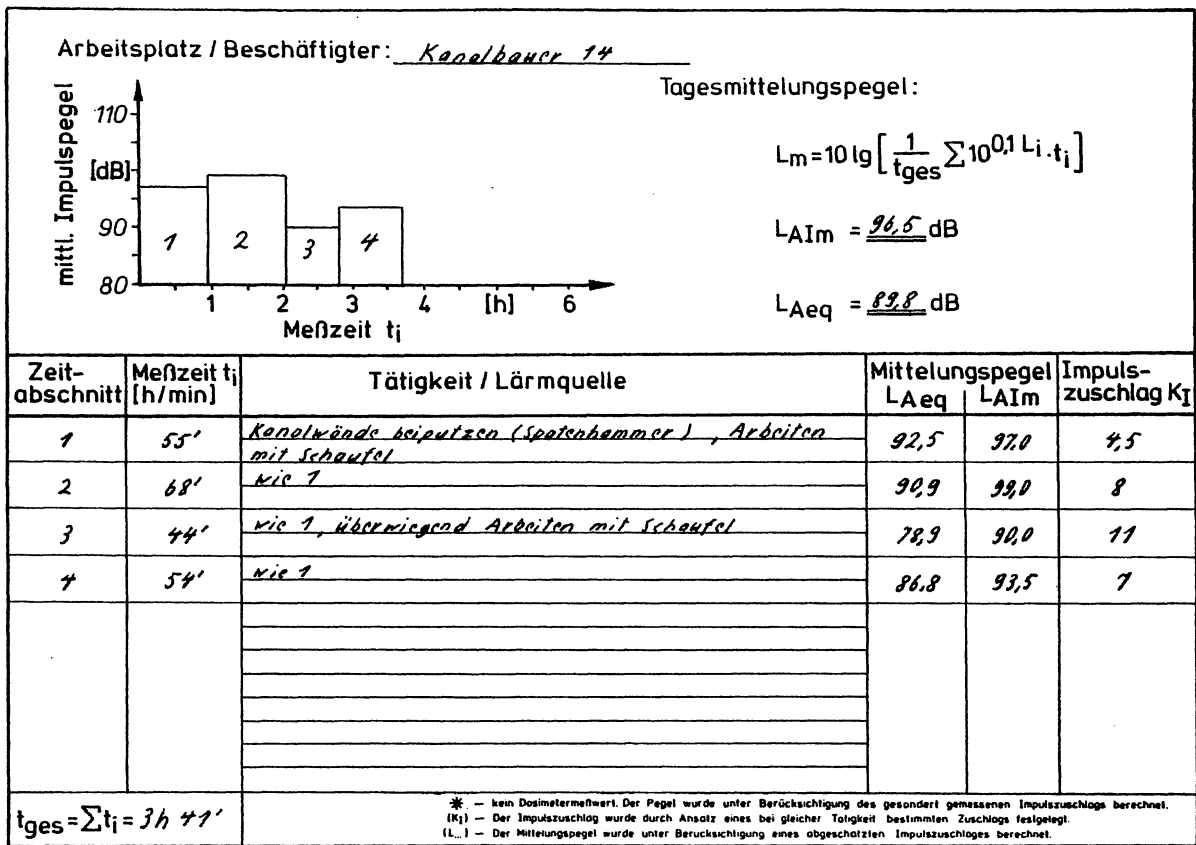 Arbeitsplatz / Beschäftigter: Kanalbauer 14
mittl. Impulspegel
[dB]
110
90
80
1 2 3 4
1 2 3 4 [h] 6
Meßzeit ti
Tagesmittelungspegel:
Lm = 10 lg [ 1/tges ∑ 10^0,1 Li · ti ]
LAIm = 96,5 dB
LAeq = 89,8 dB
Zeit- Meßzeit ti Tätigkeit / Lärmquelle Mittelungspegel Impuls-
abschnitt [h/min] LAeq LAIm zuschlag KI
1 55' Kanalwände beiputzen (Spatenhammer) , Arbeiten 92,5 97.0 4,5
mit Schaufel
2 68' wie 1 90,9 99,0 8
3 44' wie 1, überwiegend Arbeiten mit Schaufel 78,9 90,0 11
4 54' wie 1 86.8 93,5 7
tges = ∑ti = 3h 41'
* – kein Dosimetermeßwert. Der Pegel wurde unter Berücksichtigung des gesondert gemessenen Impulszuschlags berechnet.
(KI) – Der Impulszuschlag wurde durch Ansatz eines bei gleicher Tätigkeit bestimmten Zuschlags festgelegt.
(L...) – Der Mittelungspegel wurde unter Berücksichtigung eines abgeschätzten Impulszuschlages berechnet.